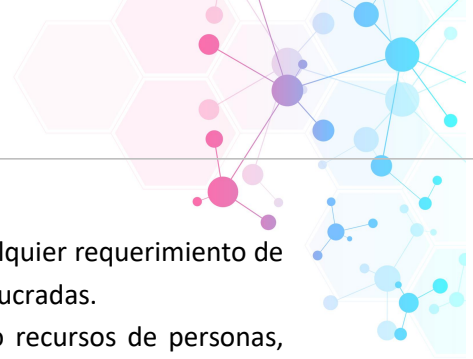 lquier requerimiento de
ucradas.
o recursos de personas,